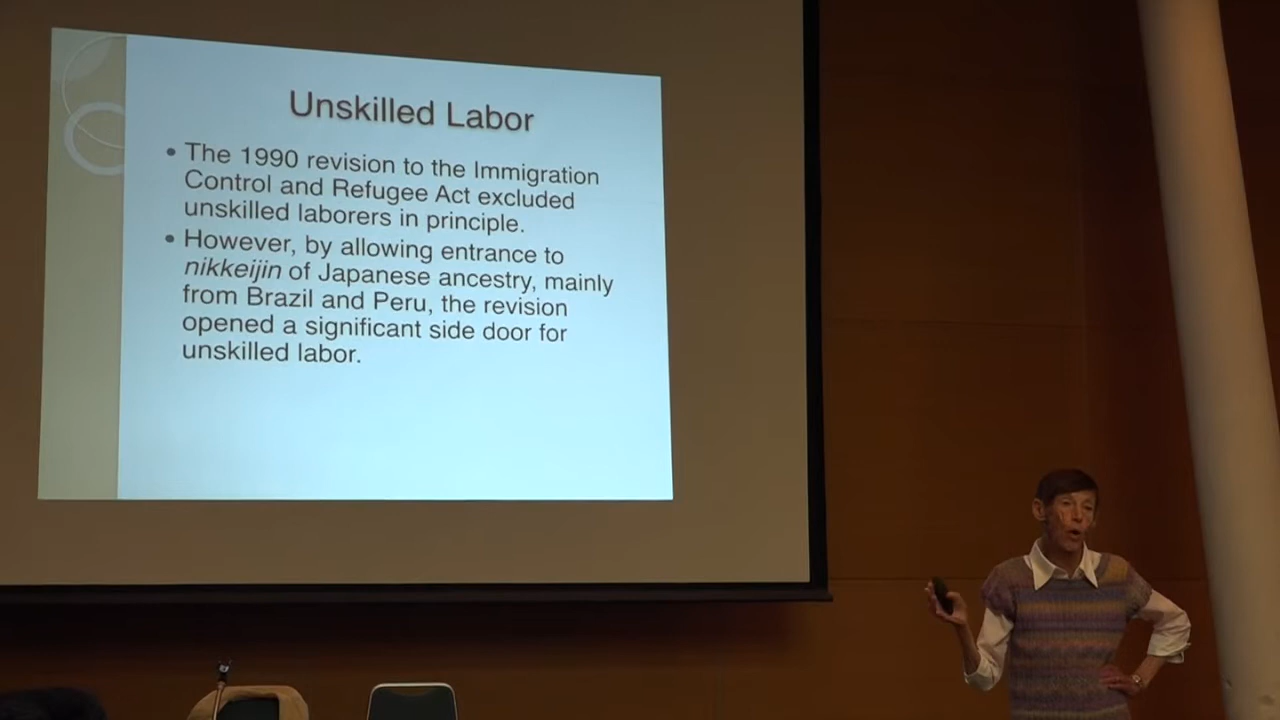 Unskilled Labor
• The 1990 revision to the Immigration
Control and Refugee Act excluded
unskilled laborers in principle.
• However, by allowing entrance to
nikkeijin of Japanese ancestry, mainly
from Brazil and Peru, the revision
opened a significant side door for
unskilled labor.